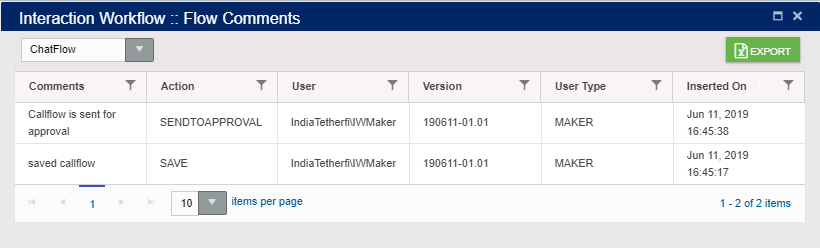 Interaction Workflow :: Flow Comments
ChatFlow
EXPORT
Comments Action User Version User Type Inserted On
Callflow is sent for approval SENDTOAPPROVAL IndiaTetherfi\IWMaker 190611-01.01 MAKER Jun 11, 2019 16:45:38
saved callflow SAVE IndiaTetherfi\IWMaker 190611-01.01 MAKER Jun 11, 2019 16:45:17
1 10 items per page 1 - 2 of 2 items